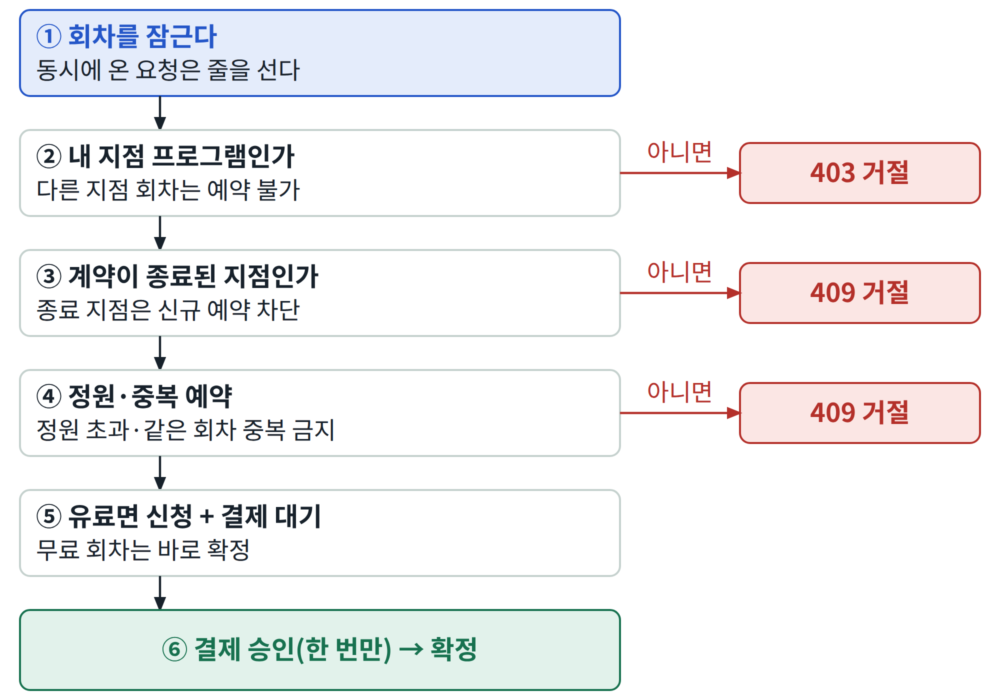 ① 회차를 잠근다
동시에 온 요청은 줄을 선다
② 내 지점 프로그램인가
다른 지점 회차는 예약 불가
아니면
403 거절
③ 계약이 종료된 지점인가
종료 지점은 신규 예약 차단
아니면
409 거절
④ 정원·중복 예약
정원 초과·같은 회차 중복 금지
아니면
409 거절
⑤ 유료면 신청 + 결제 대기
무료 회차는 바로 확정
⑥ 결제 승인(한 번만) → 확정